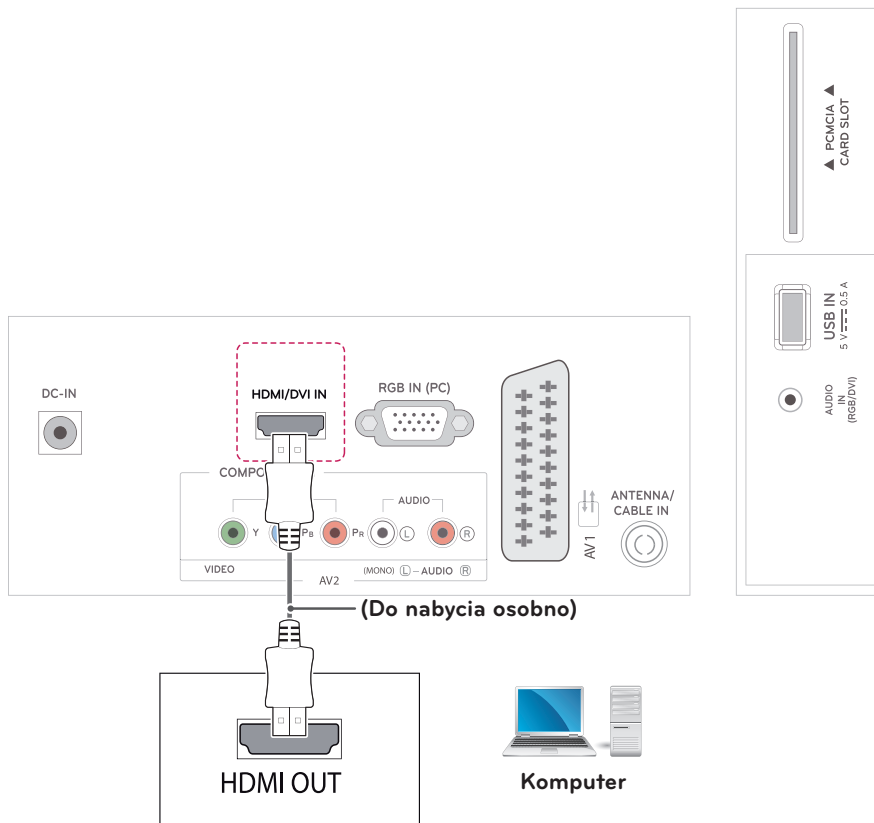 ▲ PCMCIA ▲
CARD SLOT
USB IN
5 V 0.5 A
AUDIO
IN
(RGB/DVI)
DC-IN
HDMI/DVI IN
RGB IN (PC)
COMPO
AUDIO
Y
PB
PR
L
R
VIDEO
AV2
(MONO) L - AUDIO R
AV1
ANTENNA/
CABLE IN
(Do nabycia osobno)
HDMI OUT
Komputer